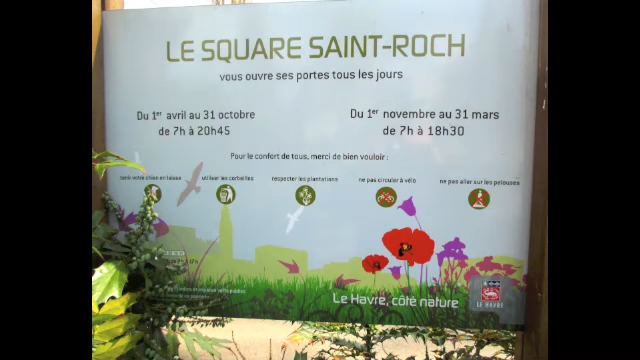 LE SQUARE SAINT-ROCH
vous ouvre ses portes tous les jours
Du 1er avril au 31 octobre
de 7h à 20h45
Du 1er novembre au 31 mars
de 7h à 18h30
Pour le confort de tous, merci de bien vouloir :
tenir votre chien en laisse
utiliser les corbeilles
respecter les plantations
ne pas circuler à vélo
ne pas aller sur les pelouses
Le Havre, côté nature
LE HAVRE